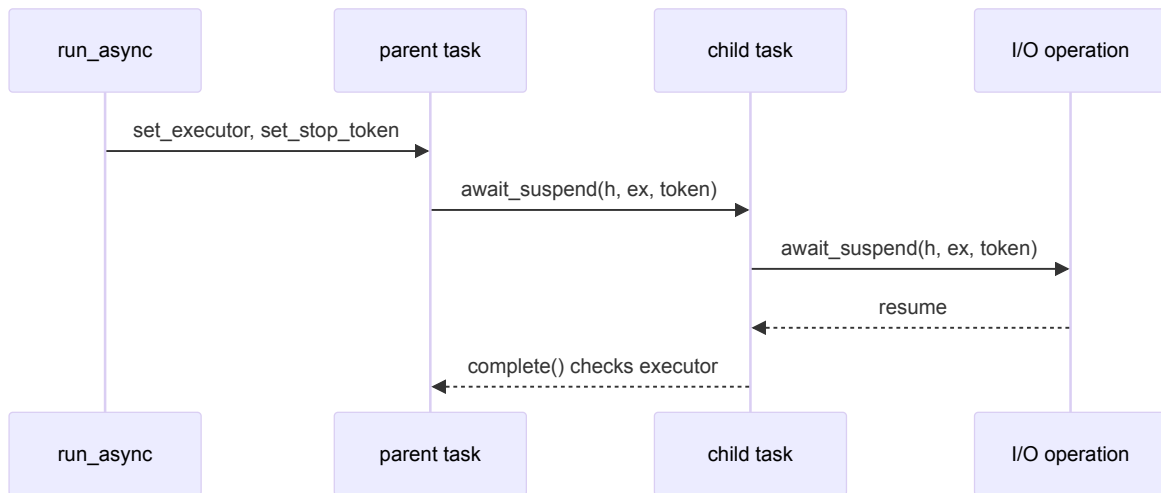 run_async
parent task
child task
I/O operation
set_executor, set_stop_token
await_suspend(h, ex, token)
await_suspend(h, ex, token)
resume
complete() checks executor
run_async
parent task
child task
I/O operation